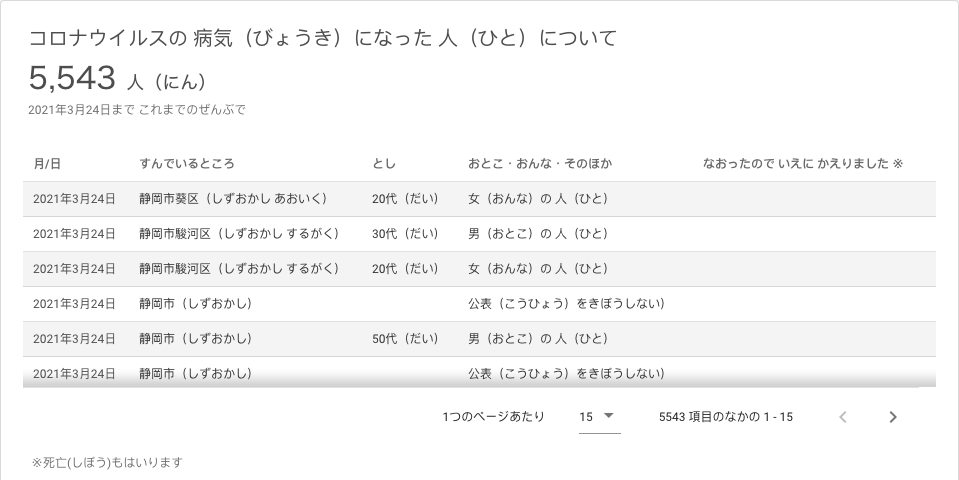 コロナウイルスの 病気（びょうき）になった 人（ひと）について
5,543 人（にん）
2021年3月24日まで これまでのぜんぶで
月/日 すんでいるところ とし おとこ・おんな・そのほか なおったので いえに かえりました ※
2021年3月24日 静岡市葵区（しずおかし あおいく） 20代（だい） 女（おんな）の 人（ひと）
2021年3月24日 静岡市駿河区（しずおかし するがく） 30代（だい） 男（おとこ）の 人（ひと）
2021年3月24日 静岡市駿河区（しずおかし するがく） 20代（だい） 女（おんな）の 人（ひと）
2021年3月24日 静岡市（しずおかし） 公表（こうひょう）をきぼうしない）
2021年3月24日 静岡市（しずおかし） 50代（だい） 男（おとこ）の 人（ひと）
2021年3月24日 静岡市（しずおかし） 公表（こうひょう）をきぼうしない）
1つのページあたり 15 5543 項目のなかの 1 - 15
※死亡(しぼう)もはいります